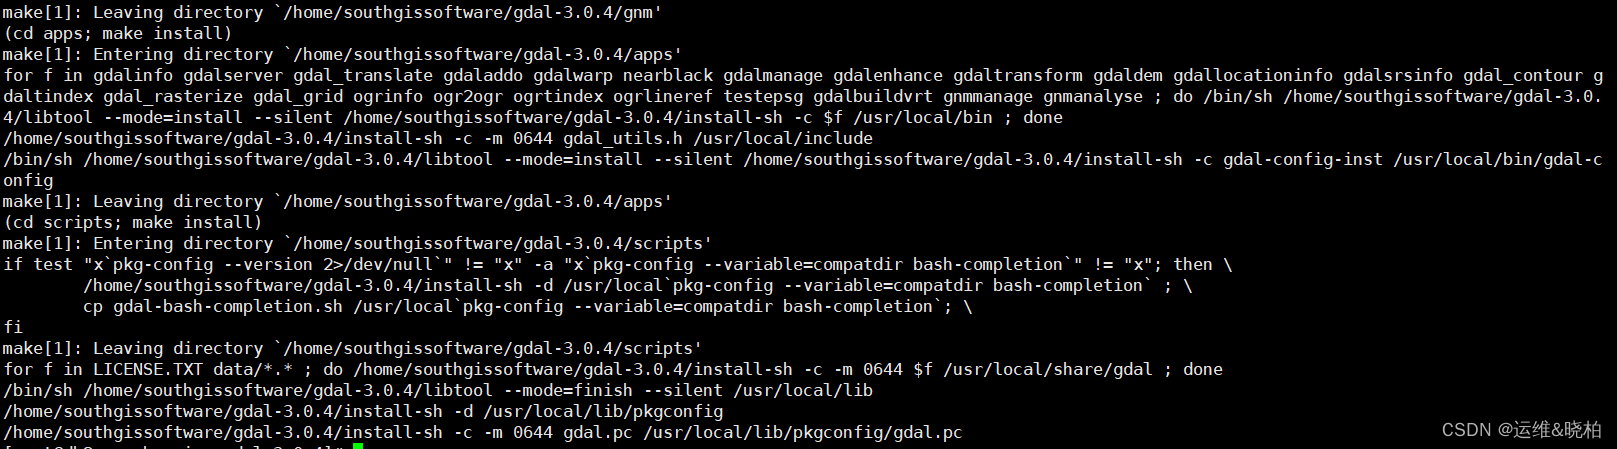 make[1]: Leaving directory `/home/southgissoftware/gdal-3.0.4/gnm'
(cd apps; make install)
make[1]: Entering directory `/home/southgissoftware/gdal-3.0.4/apps'
for f in gdalinfo gdalserver gdal_translate gdaladdo gdalwarp nearblack gdalmanage gdalenhance gdaltransform gdaldem gdallocationinfo gdalsrsinfo gdal_contour g
daltindex gdal_rasterize gdal_grid ogrinfo ogr2ogr ogrtindex ogrlineref testepsg gdalbuildvrt gnmmanage gnmanalyse ; do /bin/sh /home/southgissoftware/gdal-3.0.
4/libtool --mode=install --silent /home/southgissoftware/gdal-3.0.4/install-sh -c $f /usr/local/bin ; done
/home/southgissoftware/gdal-3.0.4/install-sh -c -m 0644 gdal_utils.h /usr/local/include
/bin/sh /home/southgissoftware/gdal-3.0.4/libtool --mode=install --silent /home/southgissoftware/gdal-3.0.4/install-sh -c gdal-config-inst /usr/local/bin/gdal-c
onfig
make[1]: Leaving directory `/home/southgissoftware/gdal-3.0.4/apps'
(cd scripts; make install)
make[1]: Entering directory `/home/southgissoftware/gdal-3.0.4/scripts'
if test "x`pkg-config --version 2>/dev/null`" != "x" -a "x`pkg-config --variable=compatdir bash-completion`" != "x"; then \
        /home/southgissoftware/gdal-3.0.4/install-sh -d /usr/local`pkg-config --variable=compatdir bash-completion` ; \
        cp gdal-bash-completion.sh /usr/local`pkg-config --variable=compatdir bash-completion`; \
fi
make[1]: Leaving directory `/home/southgissoftware/gdal-3.0.4/scripts'
for f in LICENSE.TXT data/*.* ; do /home/southgissoftware/gdal-3.0.4/install-sh -c -m 0644 $f /usr/local/share/gdal ; done
/bin/sh /home/southgissoftware/gdal-3.0.4/libtool --mode=finish --silent /usr/local/lib
/home/southgissoftware/gdal-3.0.4/install-sh -d /usr/local/lib/pkgconfig
/home/southgissoftware/gdal-3.0.4/install-sh -c -m 0644 gdal.pc /usr/local/lib/pkgconfig/gdal.pc
CSDN @运维&晓柏